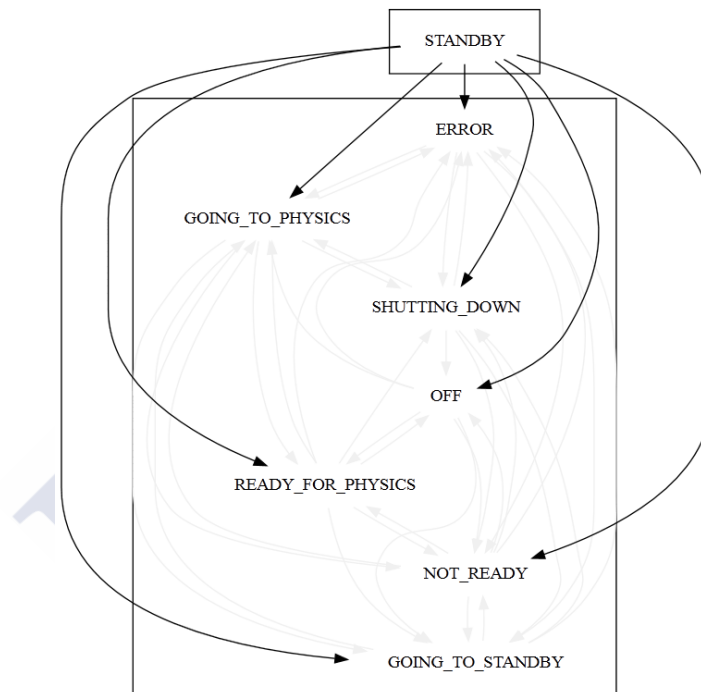 STANDBY
ERROR
GOING_TO_PHYSICS
SHUTTING_DOWN
OFF
READY_FOR_PHYSICS
NOT_READY
GOING_TO_STANDBY